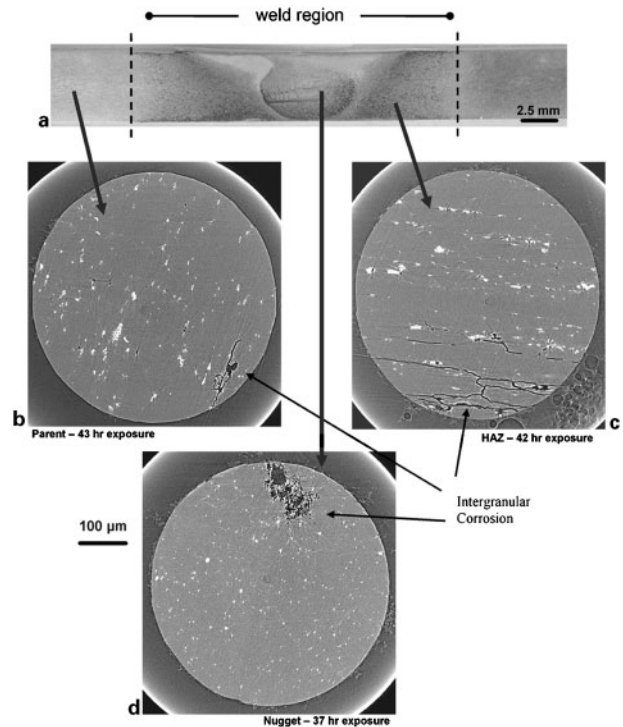 weld region
a
2.5 mm
b
Parent – 43 hr exposure
c
HAZ – 42 hr exposure
100 µm
Intergranular
Corrosion
d
Nugget – 37 hr exposure